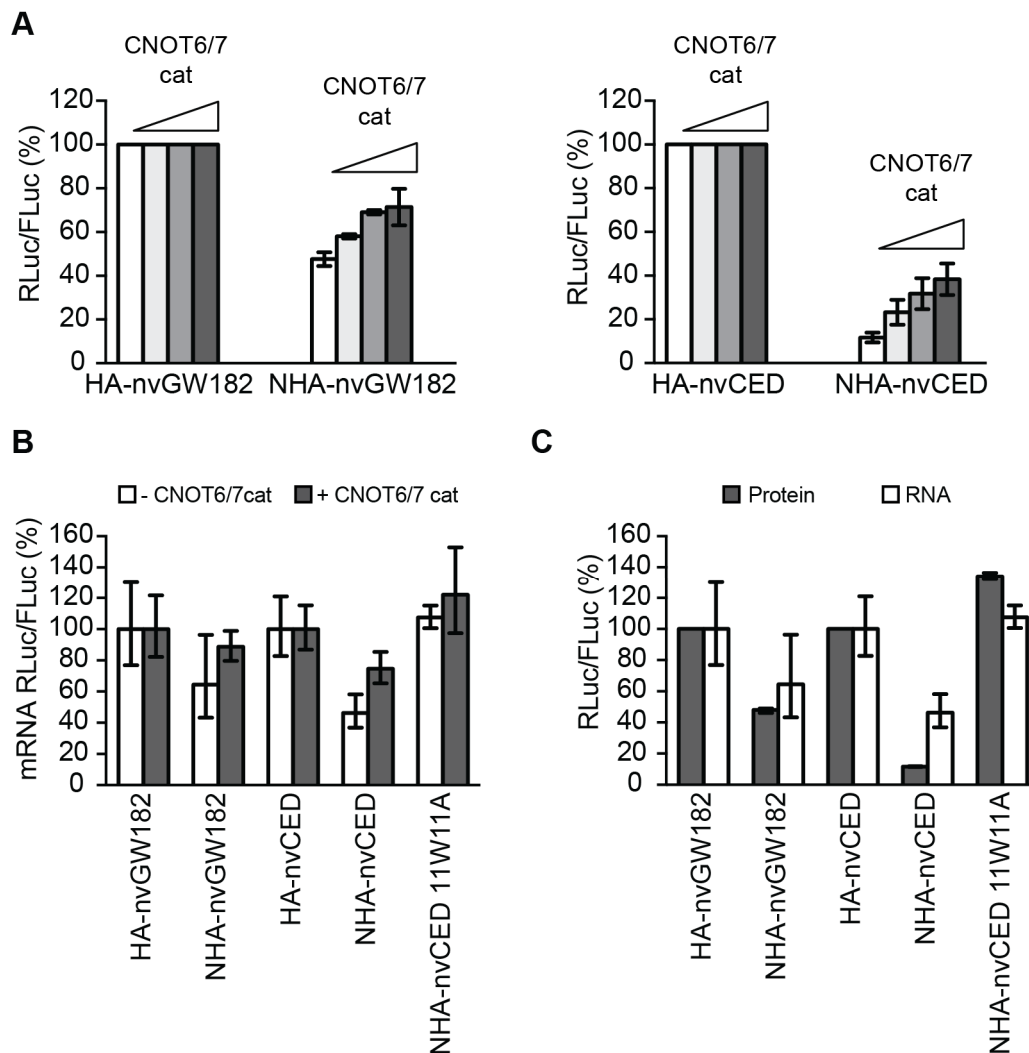 A
CNOT6/7
cat
CNOT6/7
cat
RLuc/FLuc (%)
120
100
80
60
40
20
0
HA-nvGW182
NHA-nvGW182
CNOT6/7
cat
CNOT6/7
cat
RLuc/FLuc (%)
120
100
80
60
40
20
0
HA-nvCED
NHA-nvCED
B
- CNOT6/7cat
+ CNOT6/7 cat
mRNA RLuc/FLuc (%)
160
140
120
100
80
60
40
20
0
HA-nvGW182
NHA-nvGW182
HA-nvCED
NHA-nvCED
NHA-nvCED 11W11A
C
Protein
RNA
RLuc/FLuc (%)
160
140
120
100
80
60
40
20
0
HA-nvGW182
NHA-nvGW182
HA-nvCED
NHA-nvCED
NHA-nvCED 11W11A